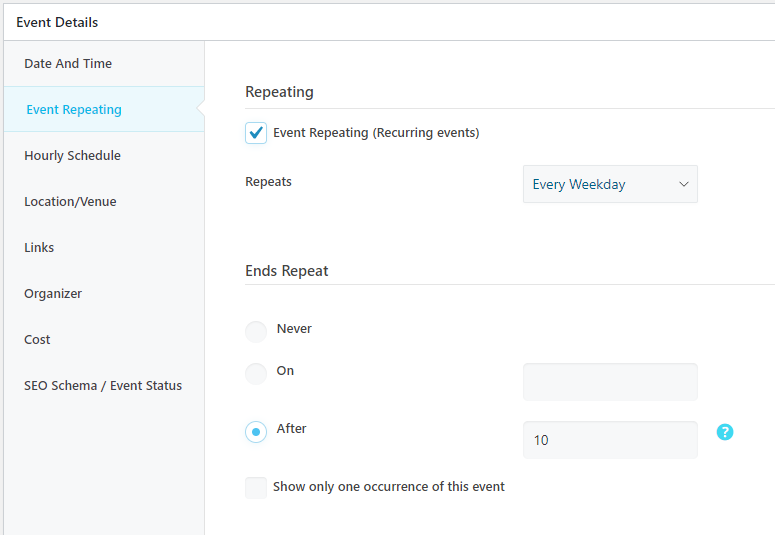 Event Details
Date And Time
Event Repeating
Hourly Schedule
Location/Venue
Links
Organizer
Cost
SEO Schema / Event Status
Repeating
Event Repeating (Recurring events)
Repeats
Every Weekday
Ends Repeat
Never
On
After
10
?
Show only one occurrence of this event